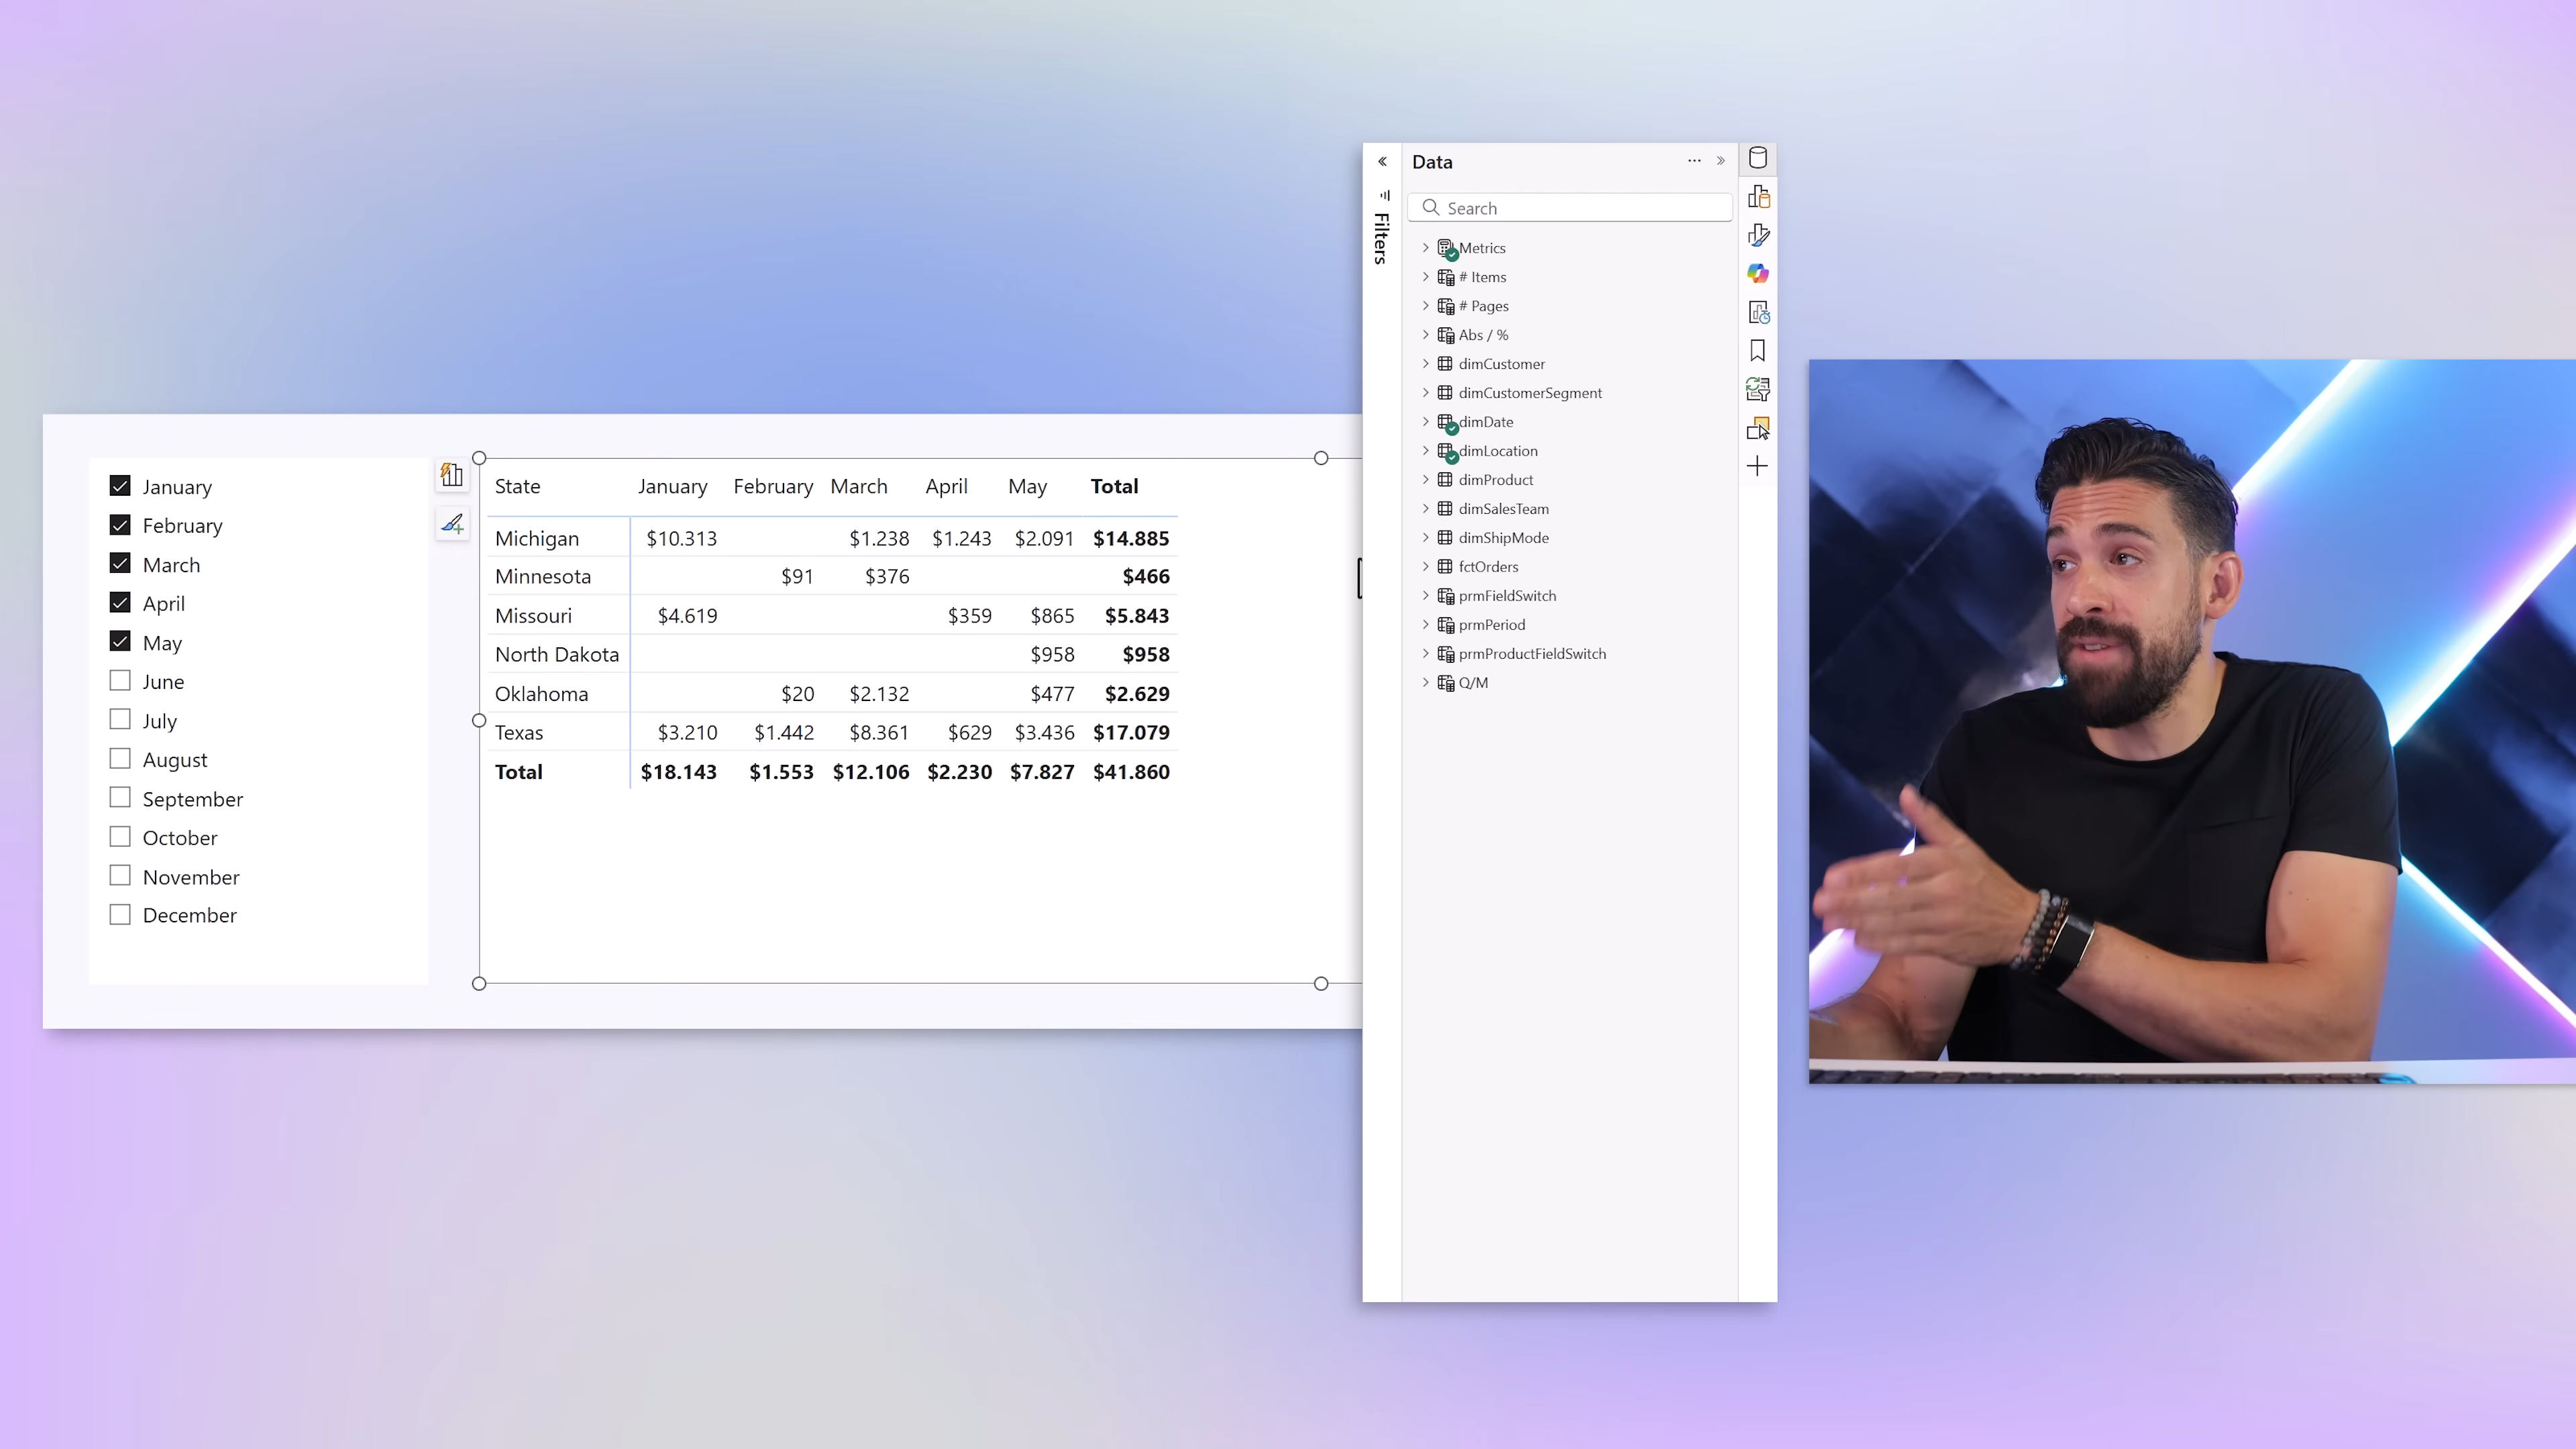 January
February
March
April
May
June
July
August
September
October
November
December
State January February March April May Total
Michigan $10.313 $1.238 $1.243 $2.091 $14.885
Minnesota $91 $376 $466
Missouri $4.619 $359 $865 $5.843
North Dakota $958 $958
Oklahoma $20 $2.132 $477 $2.629
Texas $3.210 $1.442 $8.361 $629 $3.436 $17.079
Total $18.143 $1.553 $12.106 $2.230 $7.827 $41.860
Filters
Data
Search
Metrics
# Items
# Pages
Abs / %
dimCustomer
dimCustomerSegment
dimDate
dimLocation
dimProduct
dimSalesTeam
dimShipMode
fctOrders
prmFieldSwitch
prmPeriod
prmProductFieldSwitch
Q/M